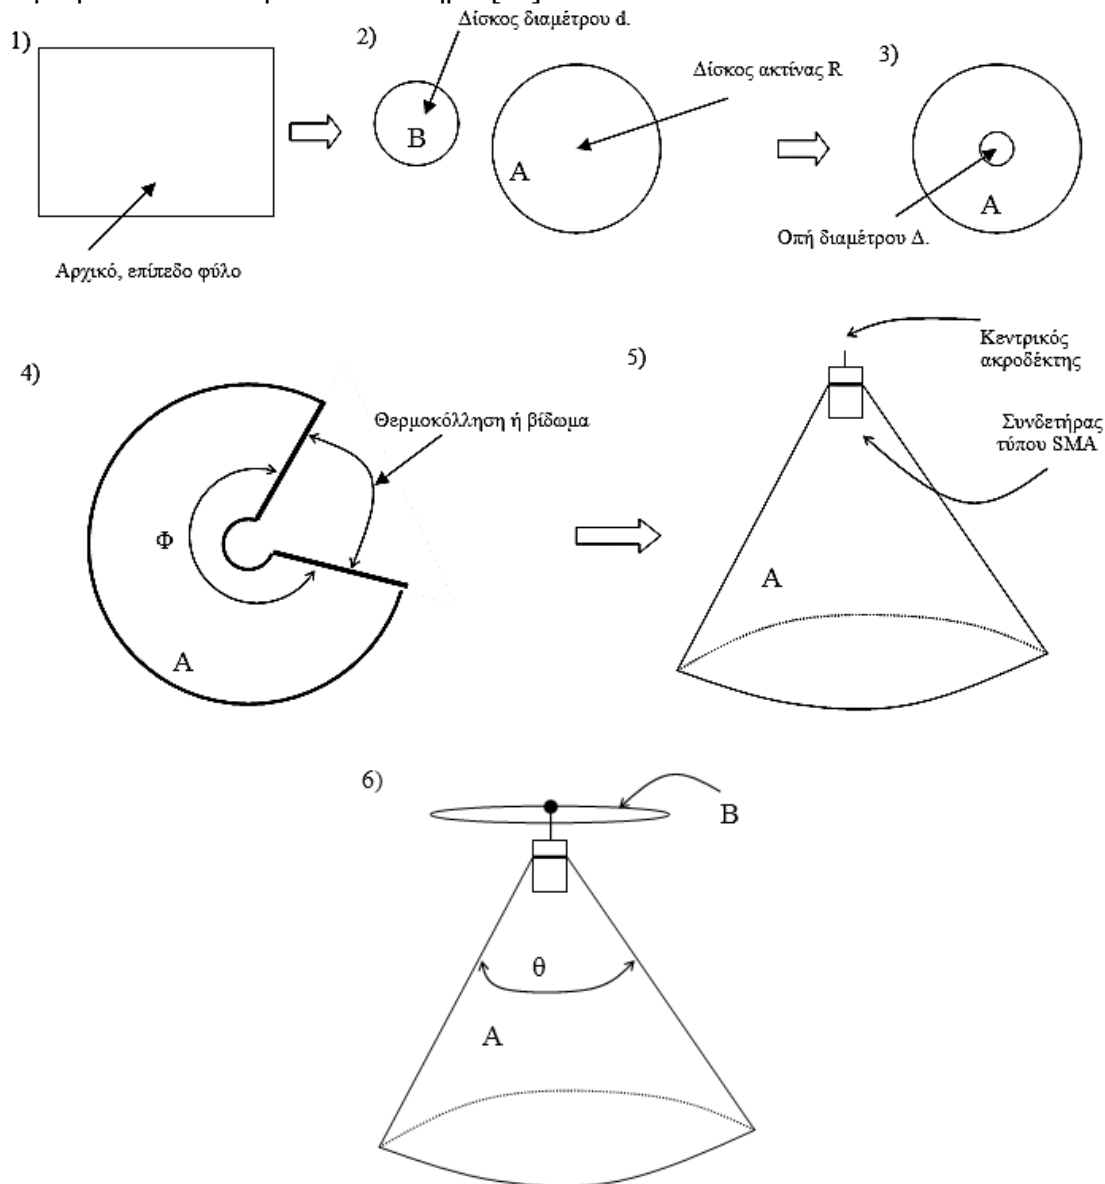 1)
2)
Δίσκος διαμέτρου d.
3)
Δίσκος ακτίνας R
B
A
A
Οπή διαμέτρου Δ.
Αρχικό, επίπεδο φύλο
4)
Θερμοκόλληση ή βίδωμα
Φ
A
5)
Κεντρικός
ακροδέκτης
Συνδετήρας
τύπου SMA
A
6)
B
θ
A